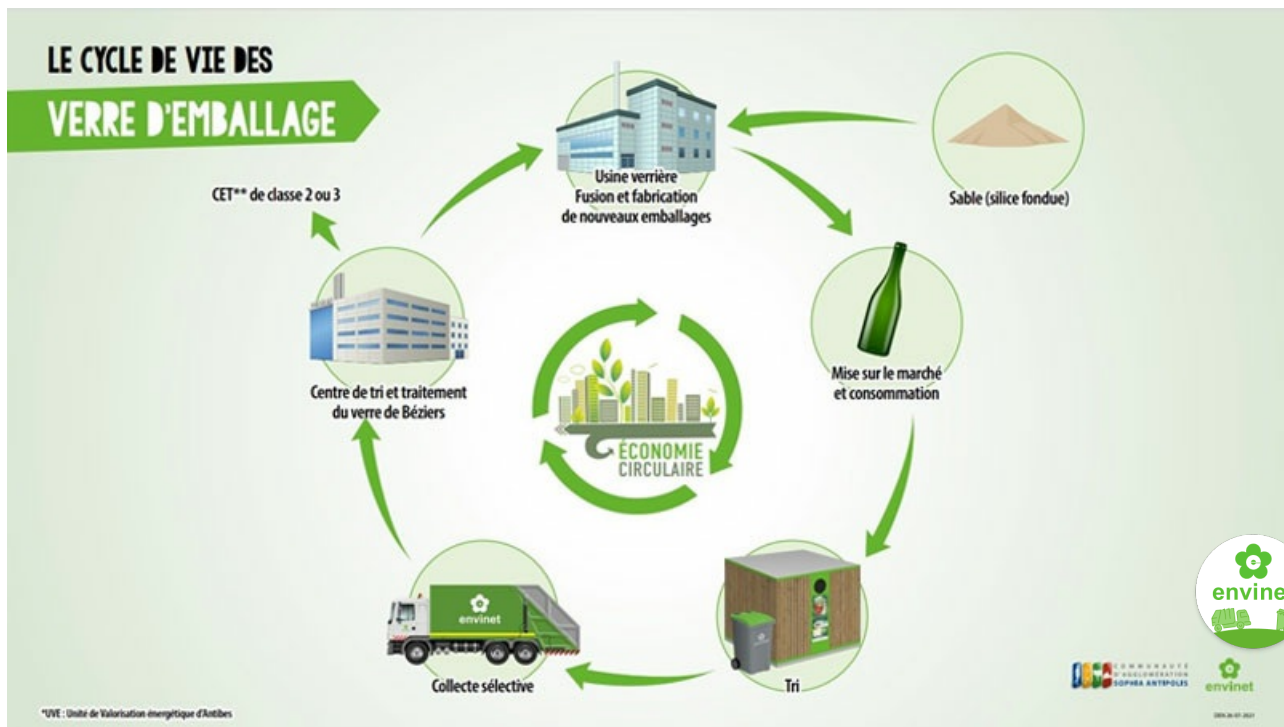 LE CYCLE DE VIE DES
VERRE D'EMBALLAGE
Usine verrière
Fusion et fabrication
de nouveaux emballages
Sable (silice fondue)
CET** de classe 2 ou 3
Mise sur le marché
et consommation
Centre de tri et traitement
du verre de Béziers
ÉCONOMIE
CIRCULAIRE
envinet
Collecte sélective
Tri
envine
COMMUNAUTÉ
D'AGGLOMÉRATION
SOPHIA ANTIPOLIS
envinet
*UVE : Unité de Valorisation énergétique d'Antibes